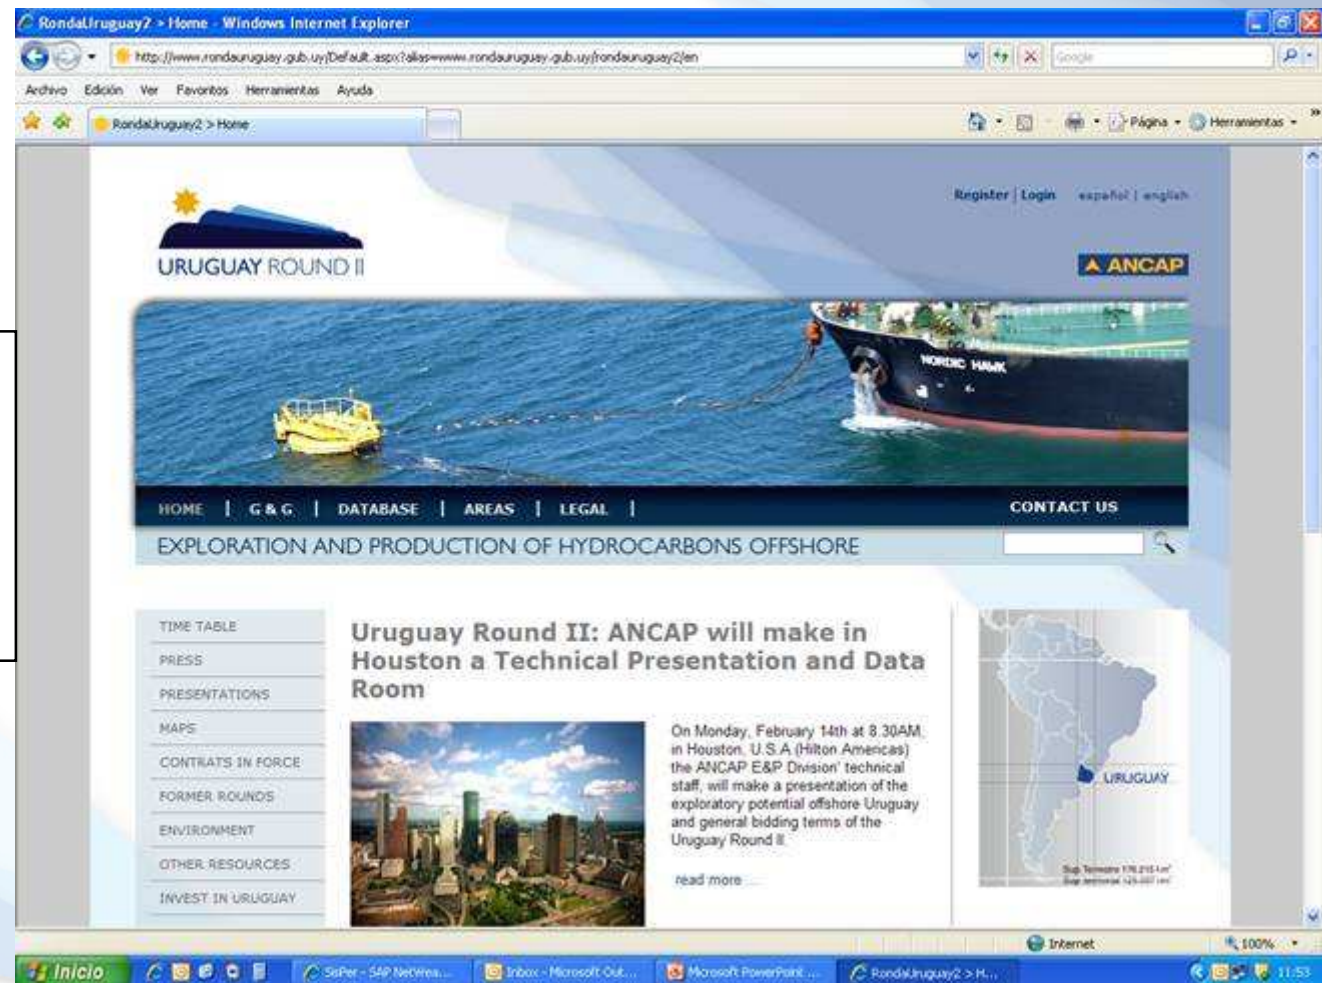 RondaUruguay2 > Home - Windows Internet Explorer
http://www.rondauruguay.gub.uy/Default.aspx?alias=www.rondauruguay.gub.uy/rondauruguay2/en
Google
Archivo Edición Ver Favoritos Herramientas Ayuda
RondaUruguay2 > Home
Página
Herramientas
Register | Login español | english
URUGUAY ROUND II
ANCAP
NORDIC HAWK
HOME | G & G | DATABASE | AREAS | LEGAL | CONTACT US
EXPLORATION AND PRODUCTION OF HYDROCARBONS OFFSHORE
TIME TABLE
PRESS
PRESENTATIONS
MAPS
CONTRATS IN FORCE
FORMER ROUNDS
ENVIRONMENT
OTHER RESOURCES
INVEST IN URUGUAY
Uruguay Round II: ANCAP will make in
Houston a Technical Presentation and Data
Room
On Monday, February 14th at 8.30AM,
in Houston, U.S.A (Hilton Americas)
the ANCAP E&P Division' technical
staff, will make a presentation of the
exploratory potential offshore Uruguay
and general bidding terms of the
Uruguay Round II.
read more ...
URUGUAY
Internet 100%
Inicio SisPer - SAP NetWea... Inbox - Microsoft Out... Microsoft PowerPoint ... RondaUruguay2 > H... 11:53